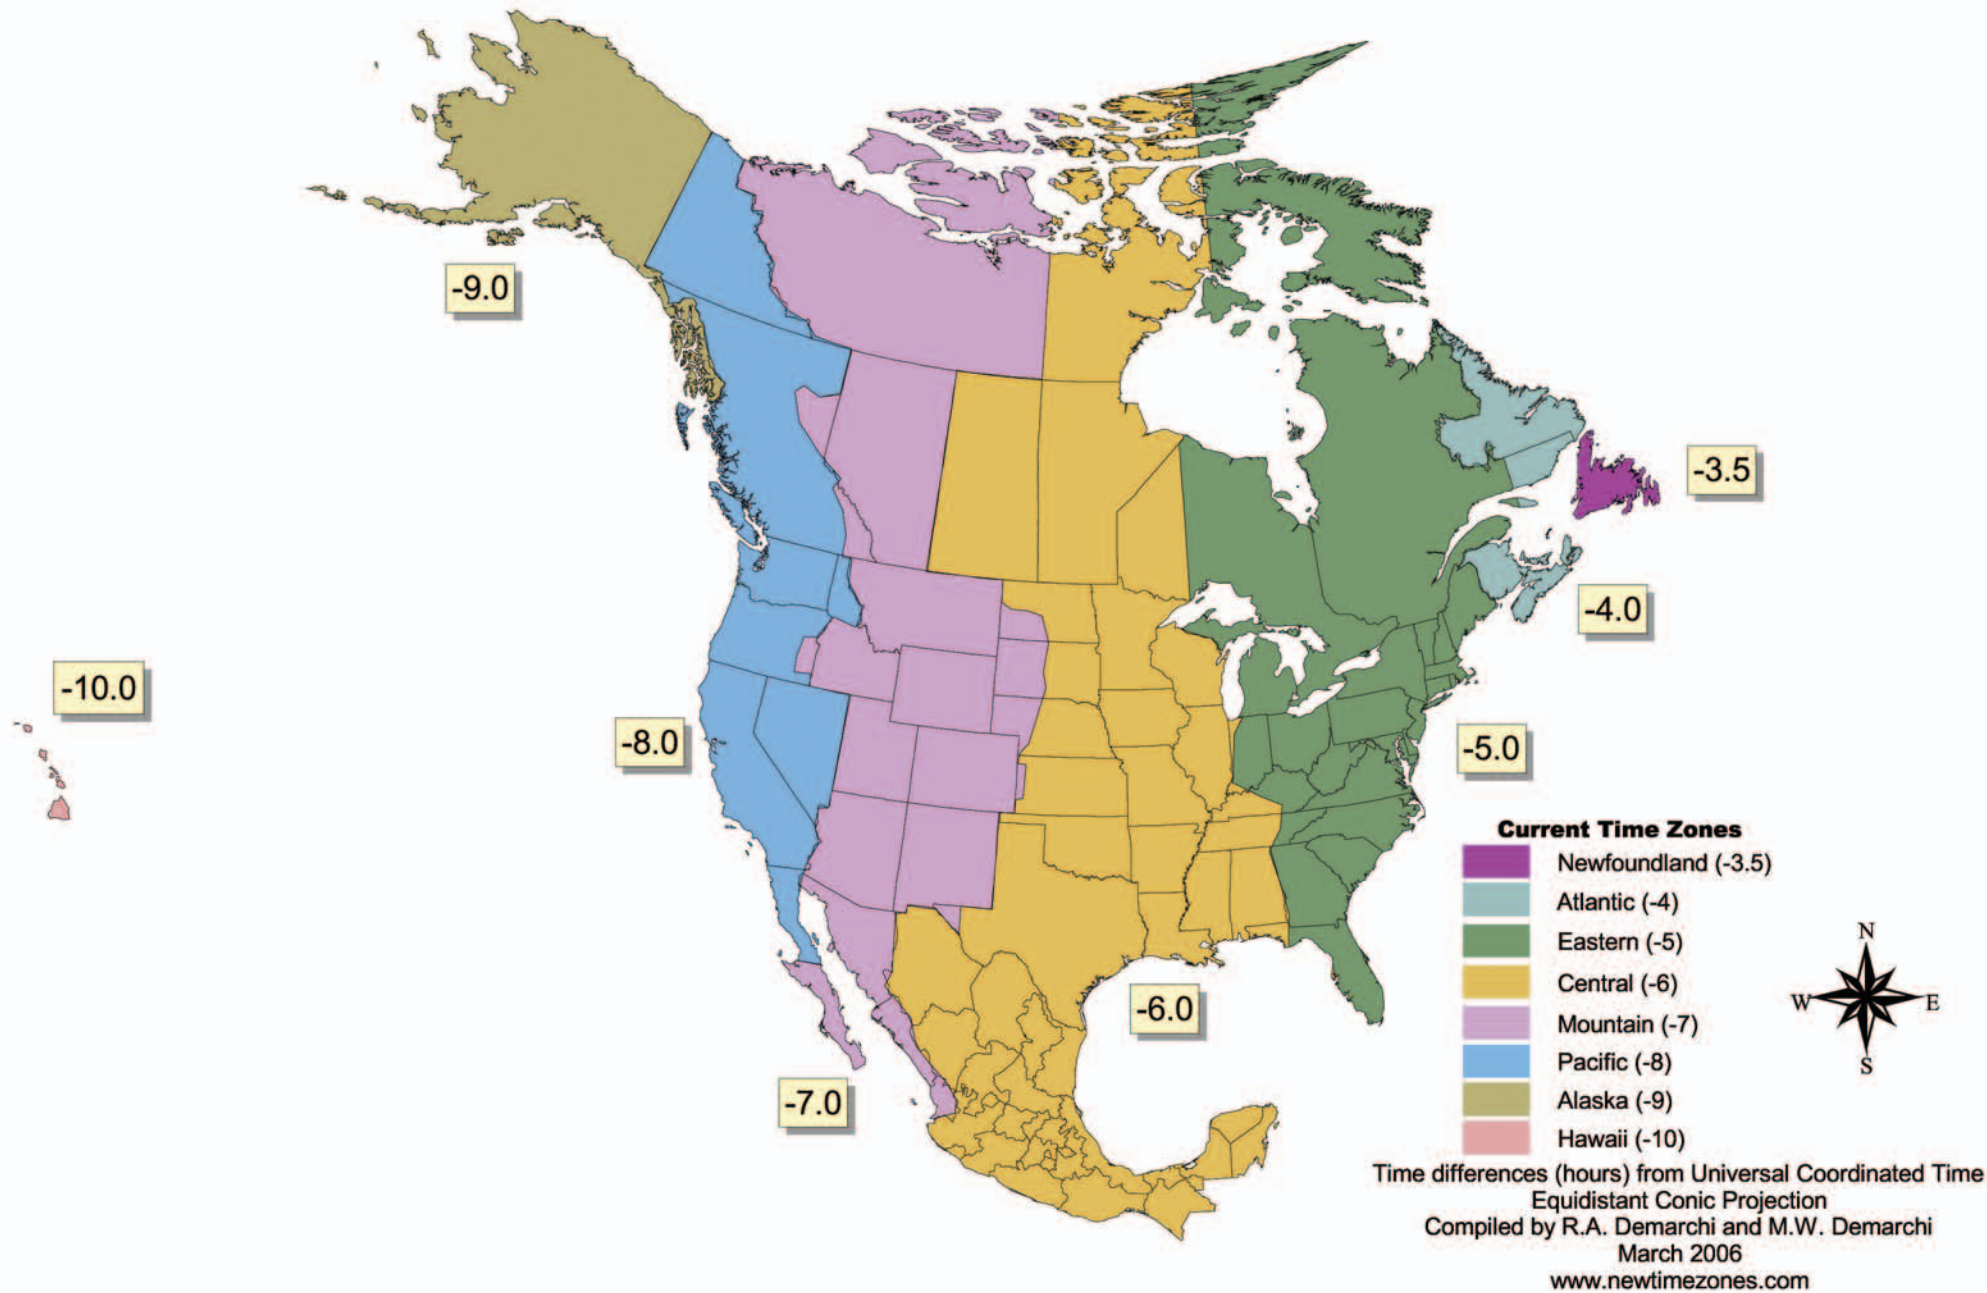 -9.0
-3.5
-4.0
-10.0
-8.0
-5.0
-6.0
-7.0
Current Time Zones
Newfoundland (-3.5)
Atlantic (-4)
Eastern (-5)
Central (-6)
Mountain (-7)
Pacific (-8)
Alaska (-9)
Hawaii (-10)
N
W E
S
Time differences (hours) from Universal Coordinated Time
Equidistant Conic Projection
Compiled by R.A. Demarchi and M.W. Demarchi
March 2006
www.newtimezones.com